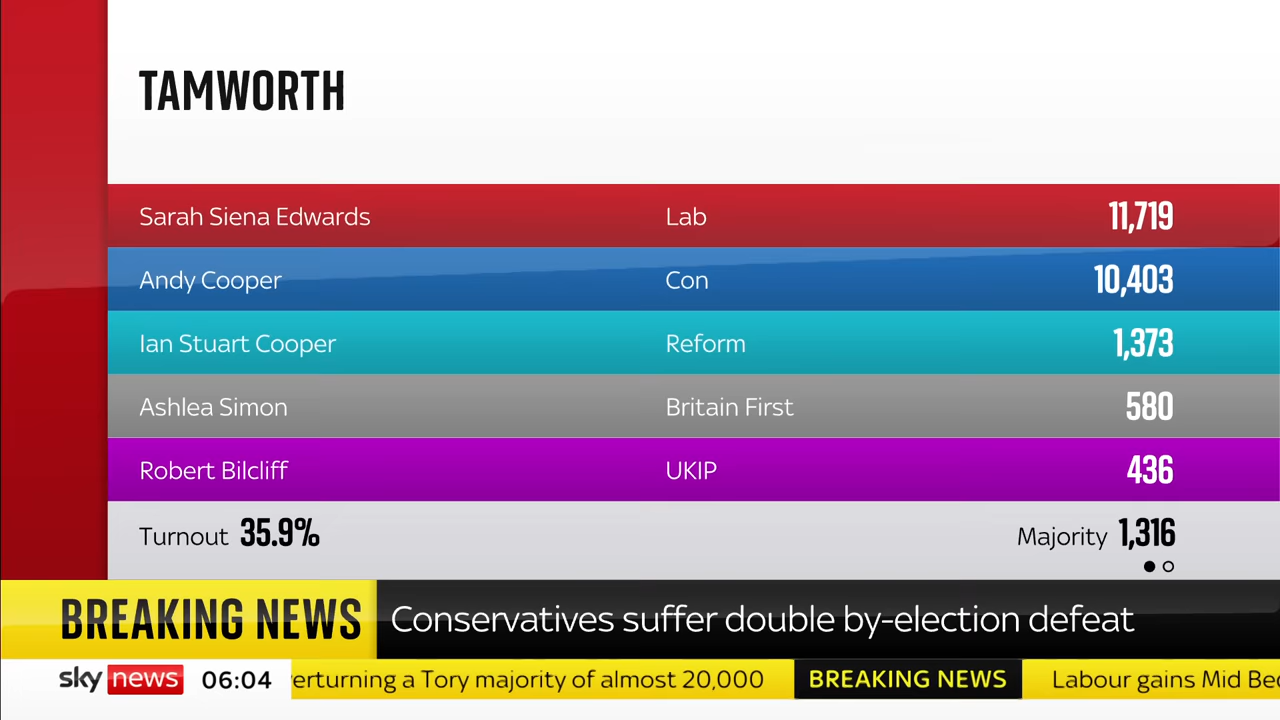 TAMWORTH
Sarah Siena Edwards Lab 11,719
Andy Cooper Con 10,403
Ian Stuart Cooper Reform 1,373
Ashlea Simon Britain First 580
Robert Bilcliff UKIP 436
Turnout 35.9% Majority 1,316
BREAKING NEWS Conservatives suffer double by-election defeat
sky news 06:04 erturning a Tory majority of almost 20,000 BREAKING NEWS Labour gains Mid Be